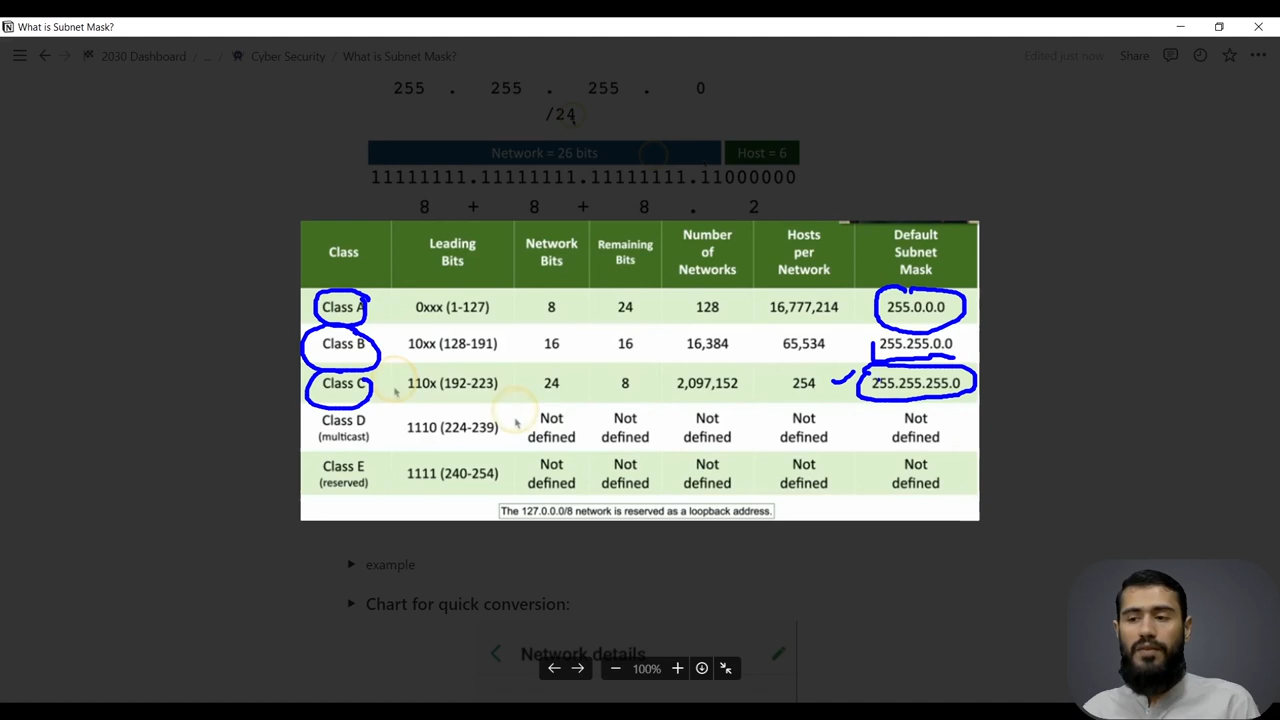 What is Subnet Mask?
2030 Dashboard / ... / Cyber Security / What is Subnet Mask?
Edited just now Share
255 . 255 . 255 . 0
/24
Network = 26 bits Host = 6
11111111.11111111.11111111.11000000
8 + 8 + 8 . 2
Class Leading Bits Network Bits Remaining Bits Number of Networks Hosts per Network Default Subnet Mask
Class A 0xxx (1-127) 8 24 128 16,777,214 255.0.0.0
Class B 10xx (128-191) 16 16 16,384 65,534 255.255.0.0
Class C 110x (192-223) 24 8 2,097,152 254 255.255.255.0
Class D (multicast) 1110 (224-239) Not defined Not defined Not defined Not defined Not defined
Class E (reserved) 1111 (240-254) Not defined Not defined Not defined Not defined Not defined
The 127.0.0.0/8 network is reserved as a loopback address.
example
Chart for quick conversion:
Network details
100%